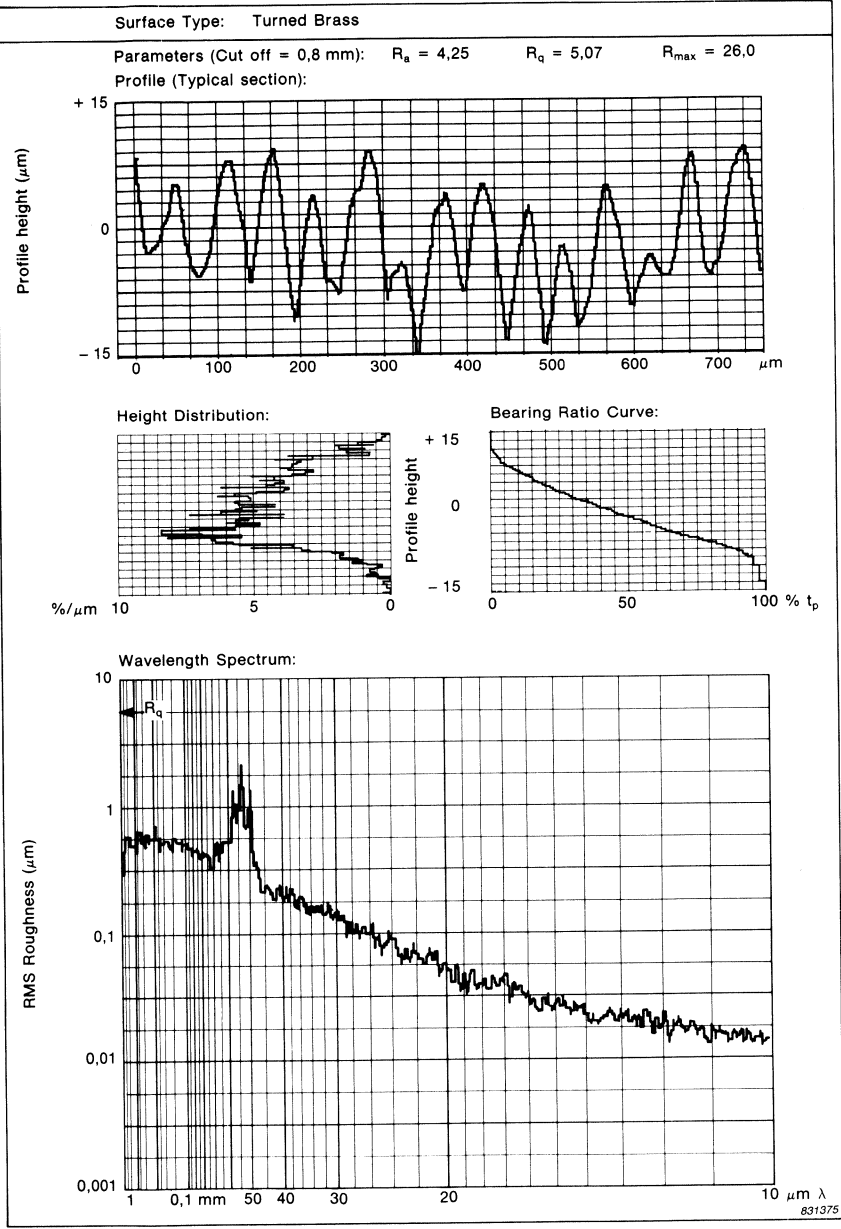 Surface Type: Turned Brass
Parameters (Cut off = 0,8 mm): Ra = 4,25 Rq = 5,07 Rmax = 26,0
Profile (Typical section):
+ 15
0
– 15
Profile height (μm)
0 100 200 300 400 500 600 700 μm
Height Distribution:
%/μm 10 5 0
Bearing Ratio Curve:
+ 15
0
– 15
Profile height
0 50 100 % tp
Wavelength Spectrum:
10
1
0,1
0,01
0,001
Rq
RMS Roughness (μm)
1 0,1 mm 50 40 30 20 10 μm λ
831375